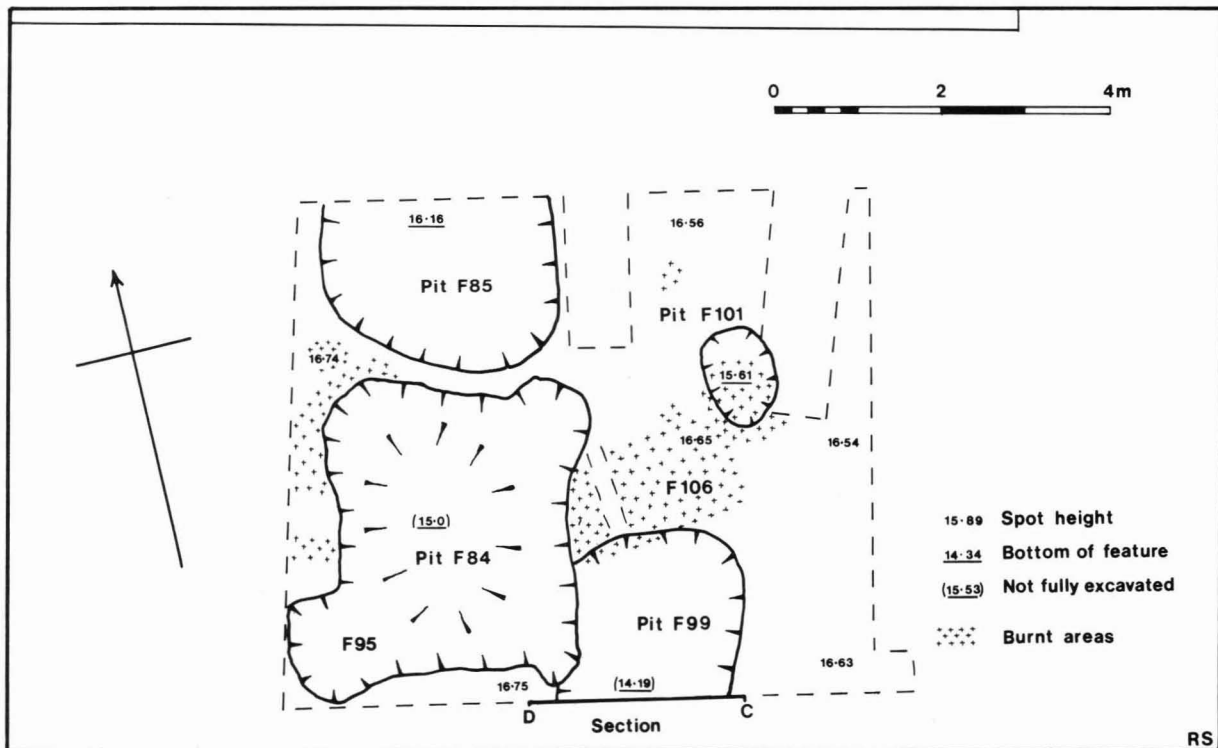 0 2 4m
16·16
16·56
Pit F85
Pit F101
16·74
15·61
16·65
16·54
F106
(15·0)
Pit F84
Pit F99
F95
16·63
16·75
(14·19)
D
C
Section
15·89 Spot height
14·34 Bottom of feature
(15·53) Not fully excavated
Burnt areas
RS